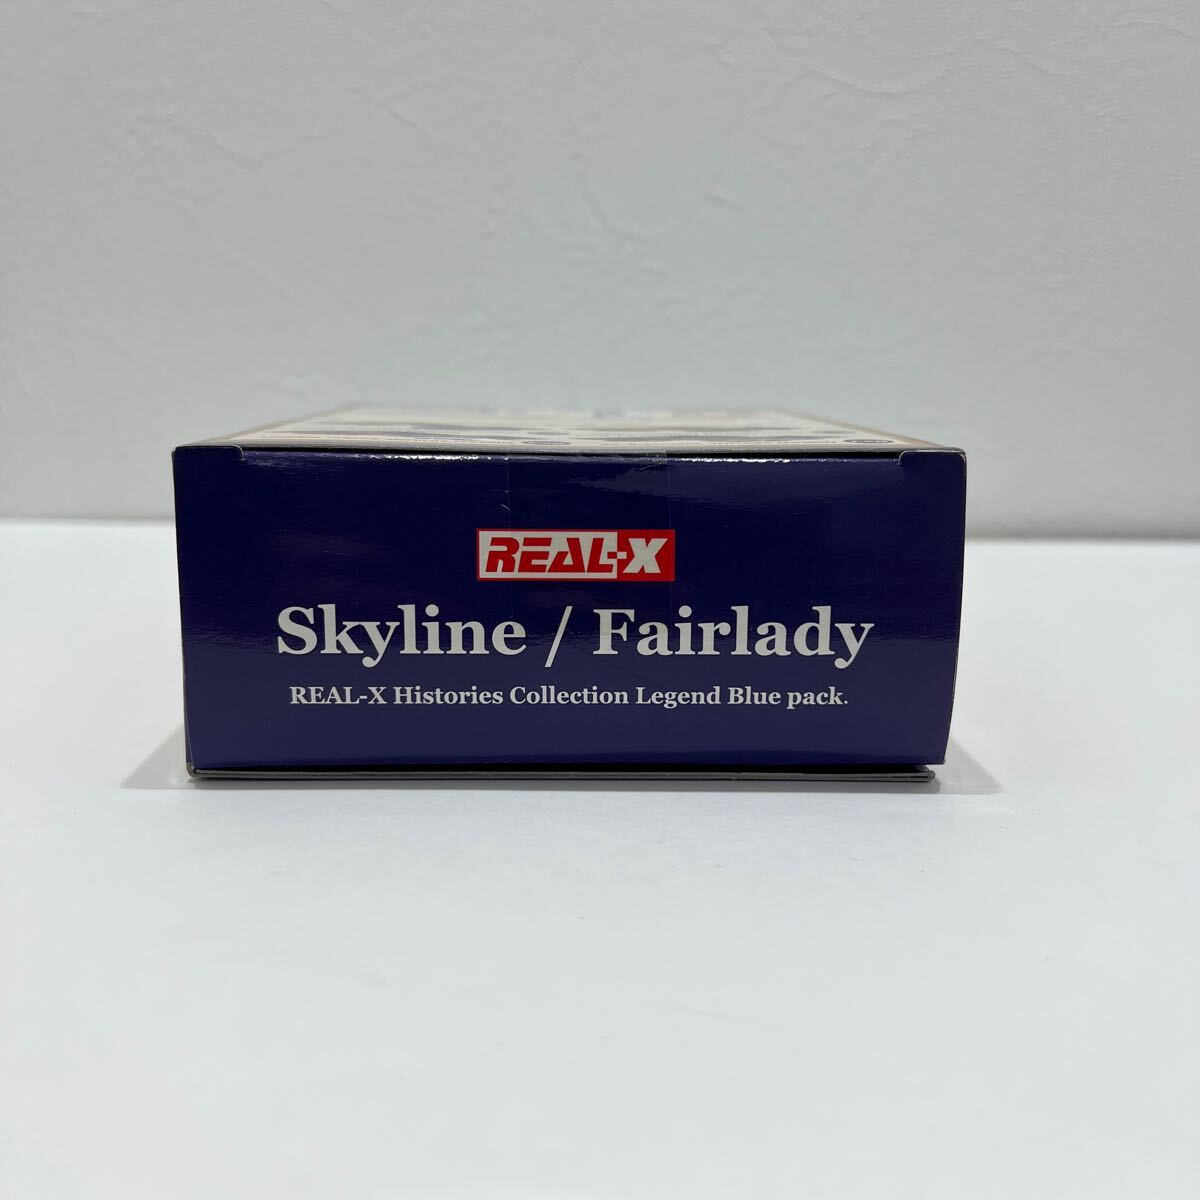 REAL-X
Skyline / Fairlady
REAL-X Histories Collection Legend Blue pack.